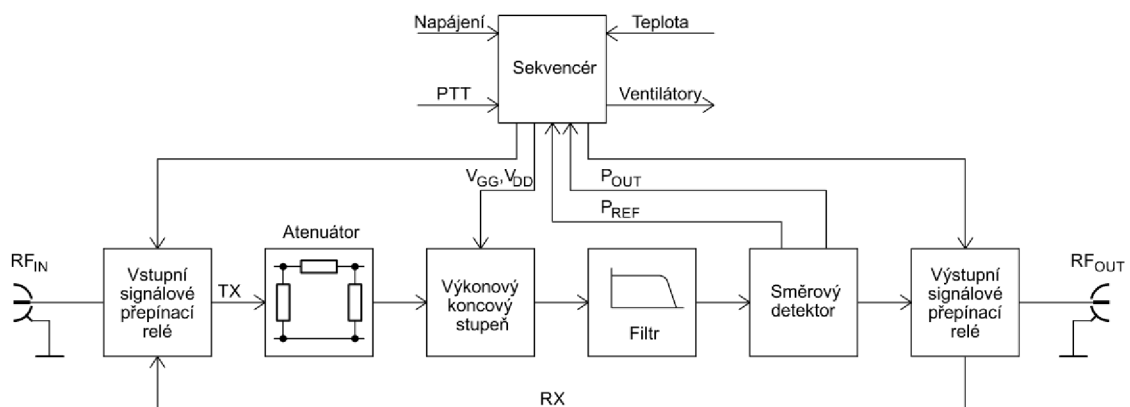 Napájení
Teplota
Sekvencér
PTT
Ventilátory
VGG,VDD
POUT
PREF
RFIN
Vstupní
signálové
přepínací
relé
TX
Atenuátor
Výkonový
koncový
stupeň
Filtr
Směrový
detektor
Výstupní
signálové
přepínací
relé
RFOUT
RX